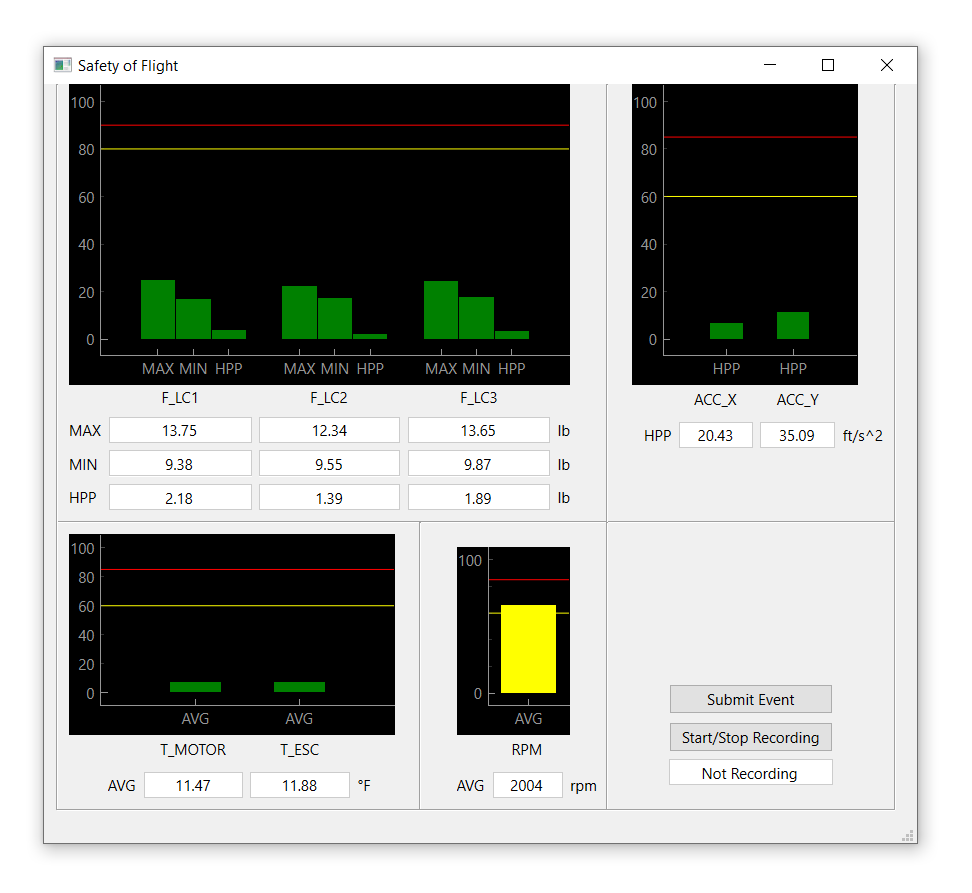 Safety of Flight
100
80
60
40
20
0
MAX MIN HPP MAX MIN HPP MAX MIN HPP
F_LC1 F_LC2 F_LC3
MAX 13.75 12.34 13.65 lb
MIN 9.38 9.55 9.87 lb
HPP 2.18 1.39 1.89 lb
100
80
60
40
20
0
HPP HPP
ACC_X ACC_Y
HPP 20.43 35.09 ft/s^2
100
80
60
40
20
0
AVG AVG
T_MOTOR T_ESC
AVG 11.47 11.88 °F
100
0
AVG
RPM
AVG 2004 rpm
Submit Event
Start/Stop Recording
Not Recording